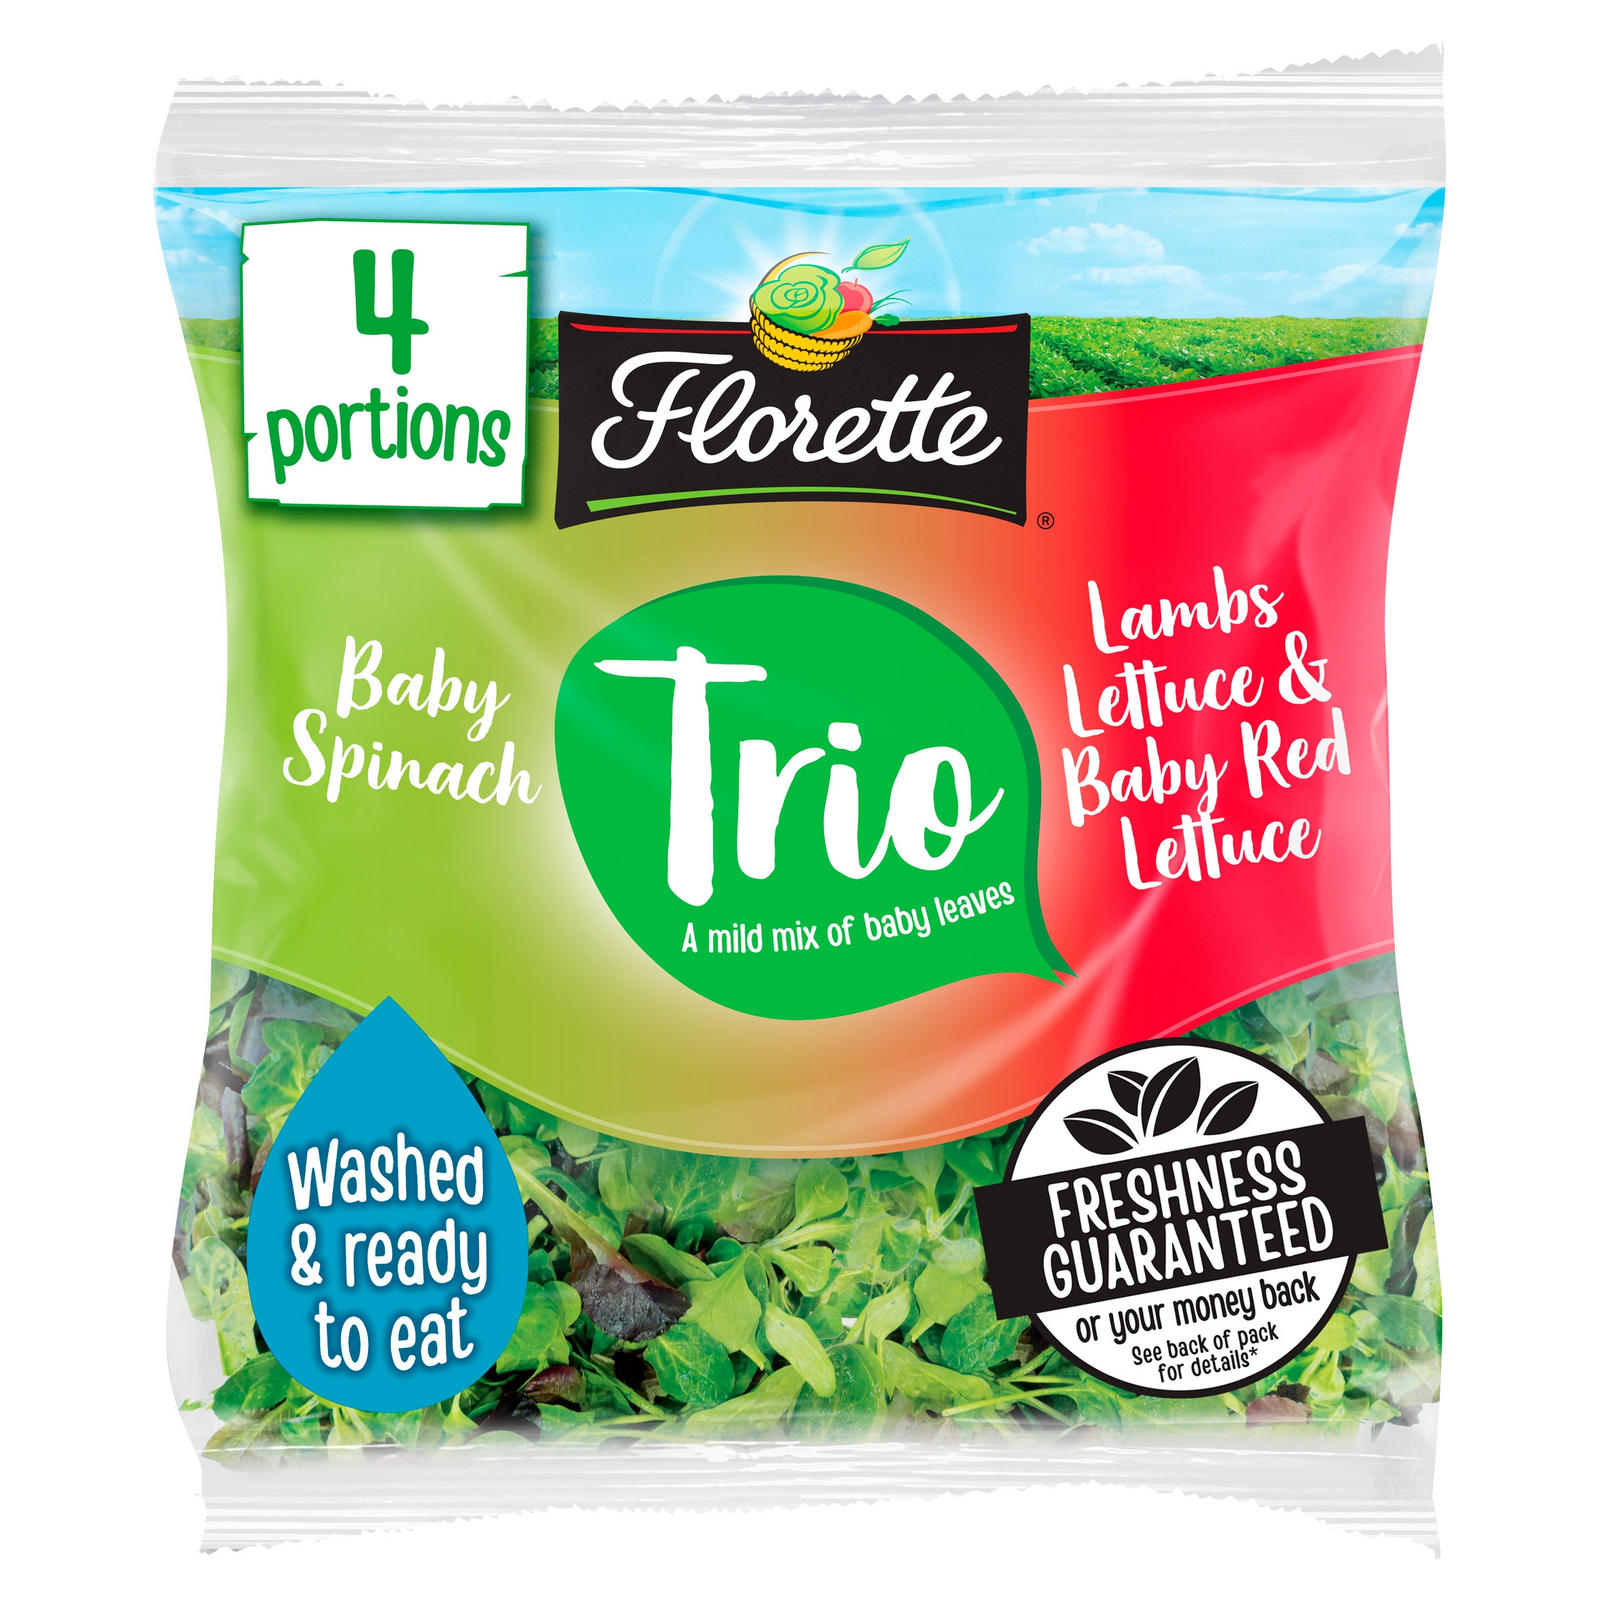 4
portions
Florette
®
Baby
Spinach
Trio
A mild mix of baby leaves
Lambs
Lettuce &
Baby Red
Lettuce
Washed
& ready
to eat
FRESHNESS
GUARANTEED
or your money back
See back of pack
for details*